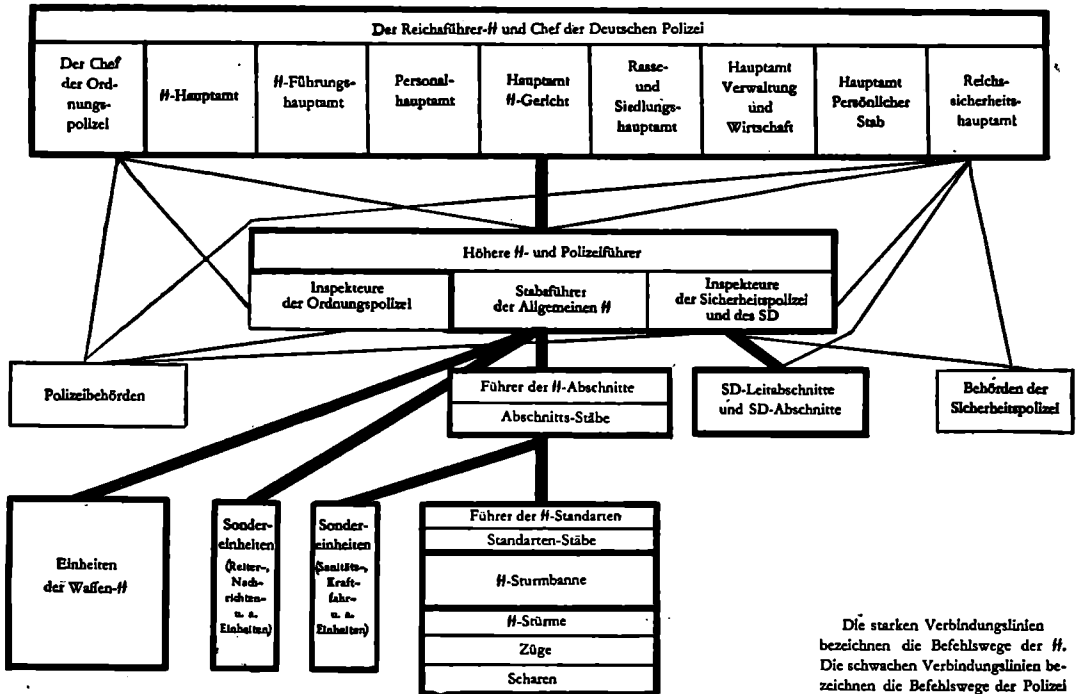 Der Reichsführer-ᛋᛋ und Chef der Deutschen Polizei
Der Chef
der Ord-
nungs-
polizei
ᛋᛋ-Hauptamt
ᛋᛋ-Führungs-
hauptamt
Personal-
hauptamt
Hauptamt
ᛋᛋ-Gericht
Rasse-
und
Siedlungs-
hauptamt
Hauptamt
Verwaltung
und
Wirtschaft
Hauptamt
Persönlicher
Stab
Reichs-
sicherheits-
hauptamt
Höhere ᛋᛋ- und Polizeiführer
Inspekteure
der Ordnungspolizei
Stabsführer
der Allgemeinen ᛋᛋ
Inspekteure
der Sicherheitspolizei
und des SD
Polizeibehörden
Führer der ᛋᛋ-Abschnitte
Abschnitts-Stäbe
SD-Leitabschnitte
und SD-Abschnitte
Behörden der
Sicherheitspolizei
Einheiten
der Waffen-ᛋᛋ
Sonder-
einheiten
(Reiter-,
Nach-
richten-
u. a.
Einheiten)
Sonder-
einheiten
(Sanitäts-,
Kraft-
fahr-
u. a.
Einheiten)
Führer der ᛋᛋ-Standarten
Standarten-Stäbe
ᛋᛋ-Sturmbanne
ᛋᛋ-Stürme
Züge
Scharen
Die starken Verbindungslinien
bezeichnen die Befehlswege der ᛋᛋ.
Die schwachen Verbindungslinien be-
zeichnen die Befehlswege der Polizei